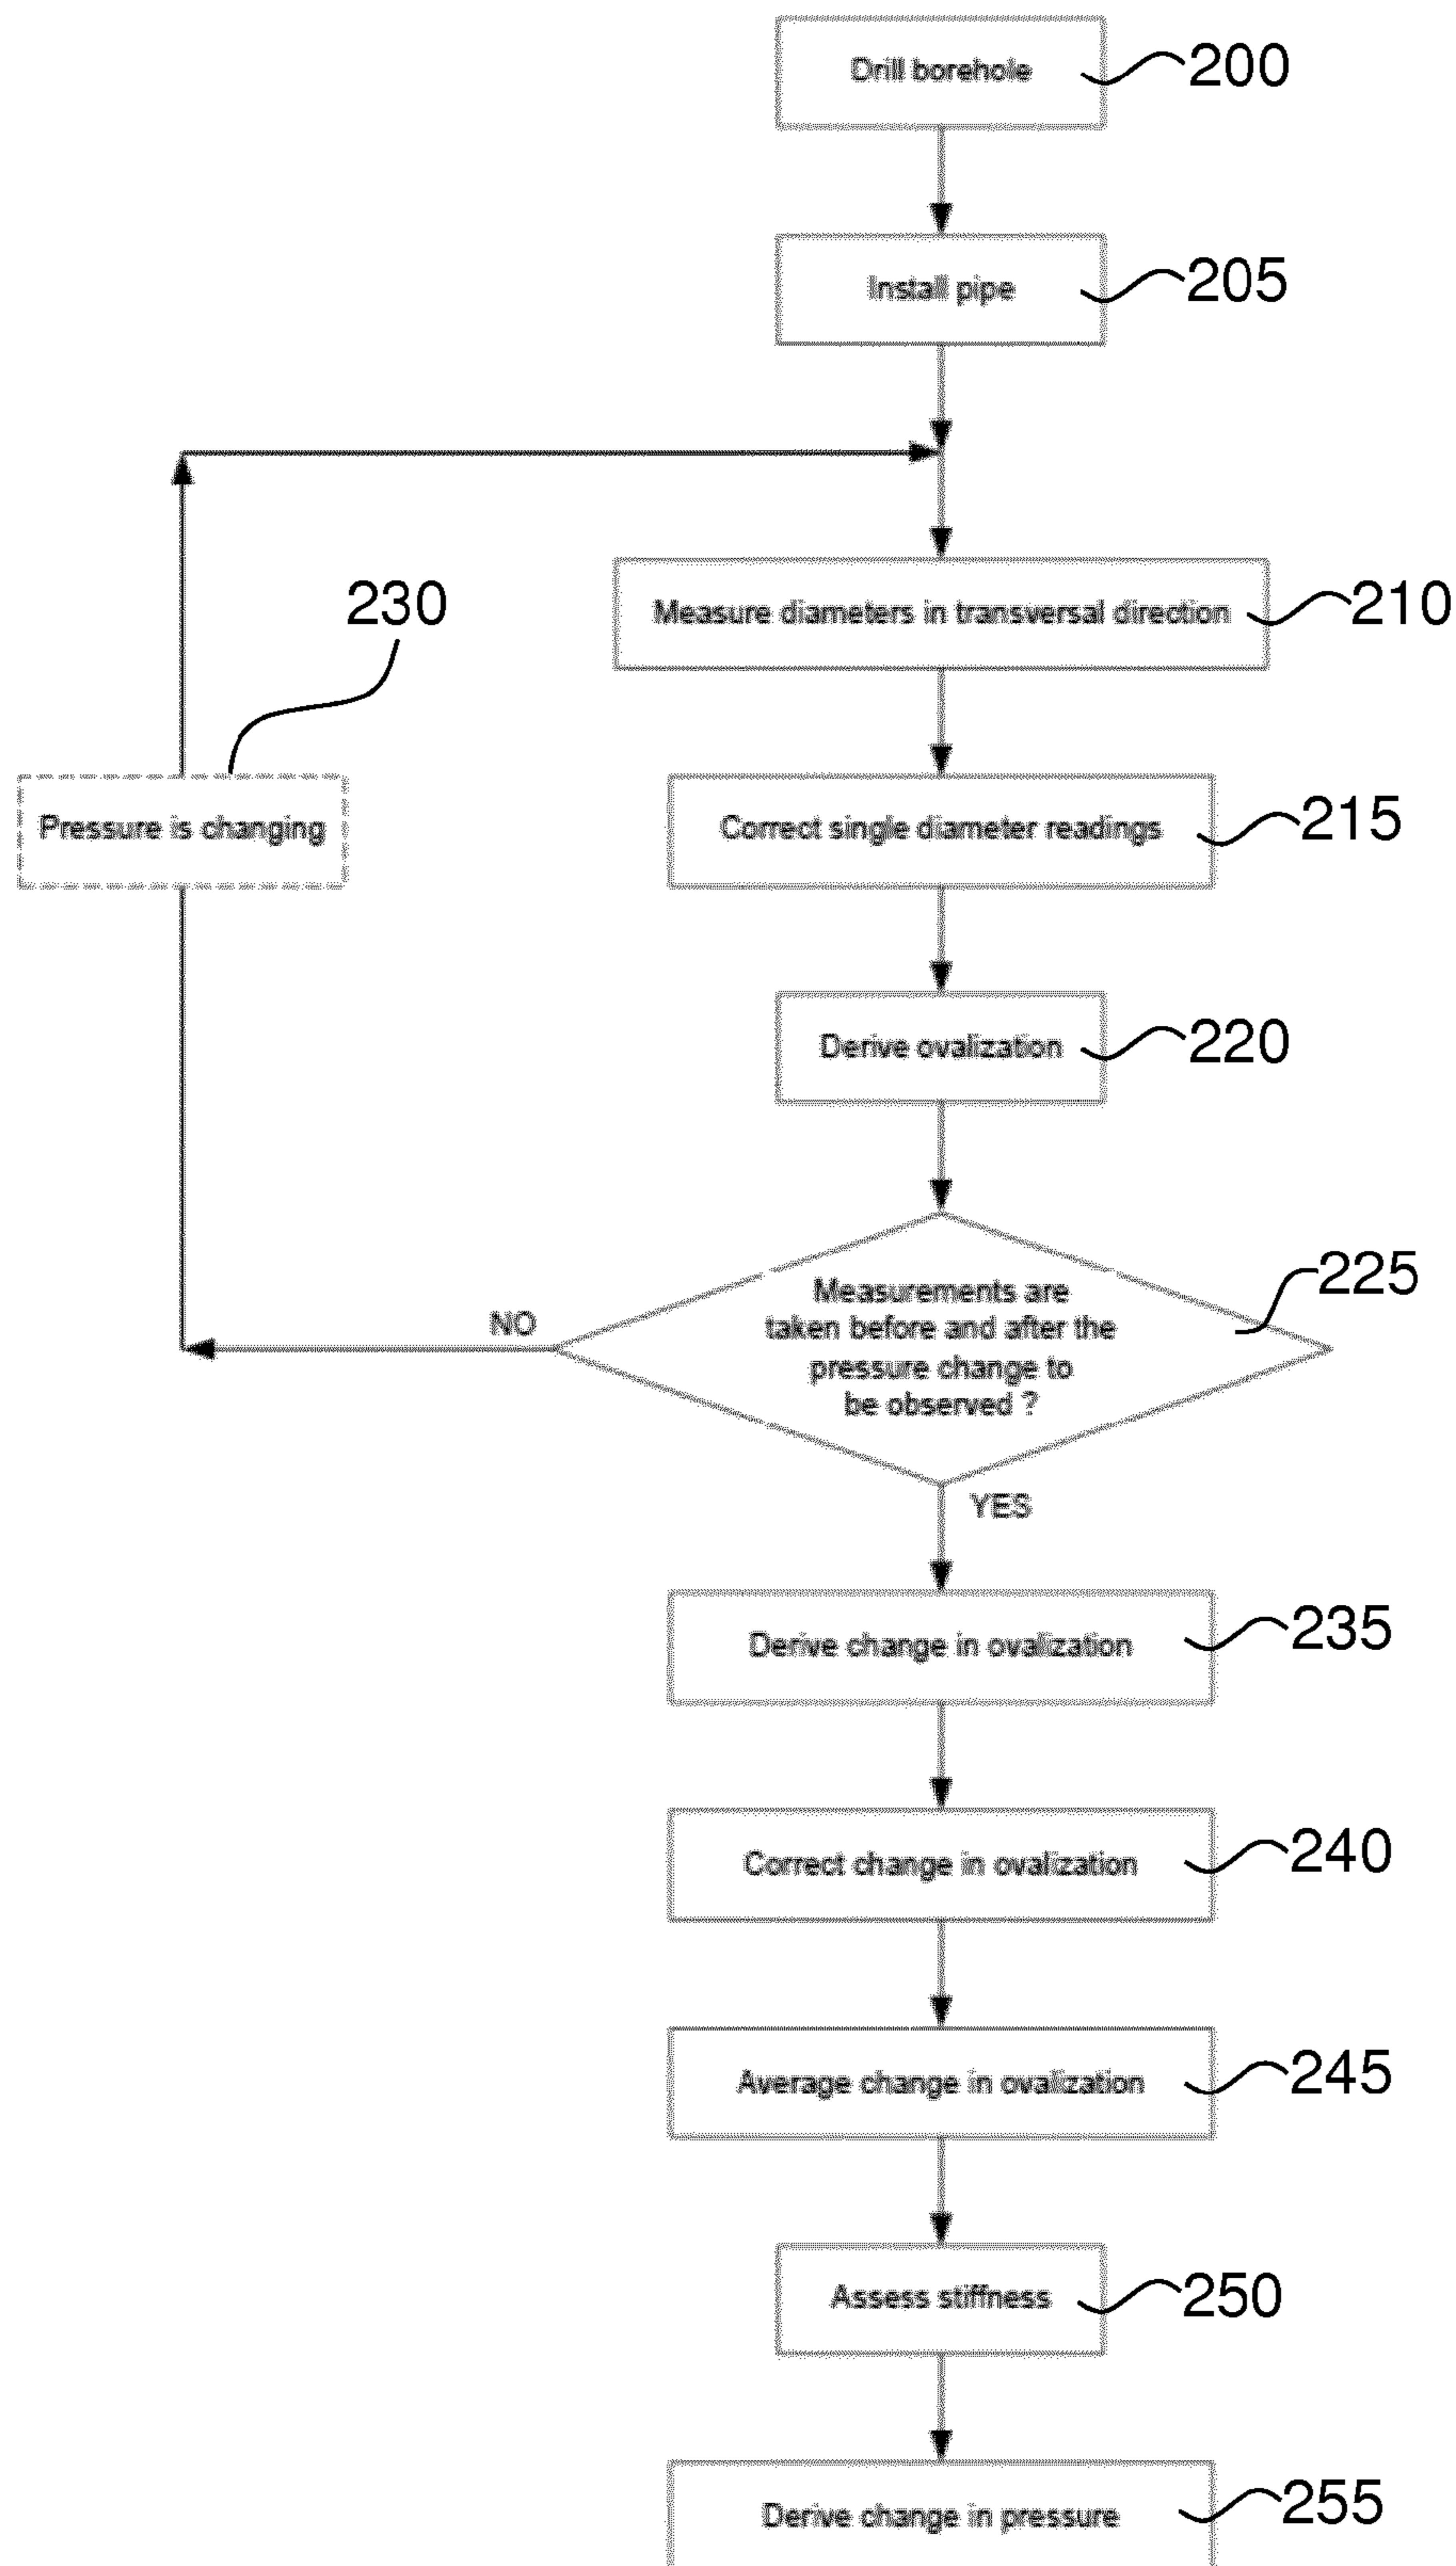 Drill borehole
200
Install pipe
205
230
Measure diameters in transversal direction
210
Pressure is changing
Correct single diameter readings
215
Derive ovalization
220
NO
Measurements are
taken before and after the
pressure change to
be observed ?
225
YES
Derive change in ovalization
235
Correct change in ovalization
240
Average change in ovalization
245
Assess stiffness
250
Derive change in pressure
255